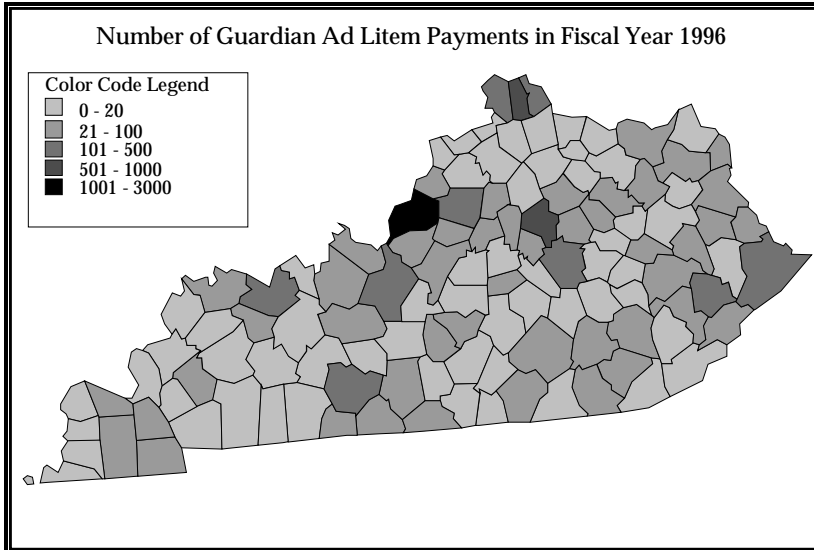 Number of Guardian Ad Litem Payments in Fiscal Year 1996
Color Code Legend
0 - 20
21 - 100
101 - 500
501 - 1000
1001 - 3000